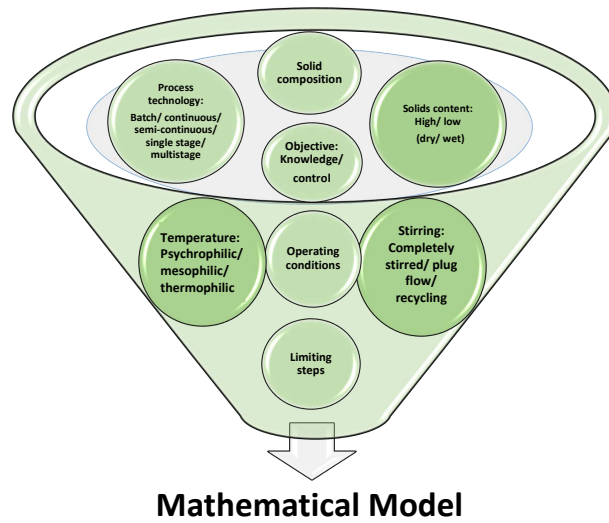 Solid
composition
Process
technology:
Batch/ continuous/
semi-continuous/
single stage/
multistage
Solids content:
High/ low
(dry/ wet)
Objective:
Knowledge/
control
Temperature:
Psychrophilic/
mesophilic/
thermophilic
Operating
conditions
Stirring:
Completely
stirred/ plug
flow/
recycling
Limiting
steps
Mathematical Model